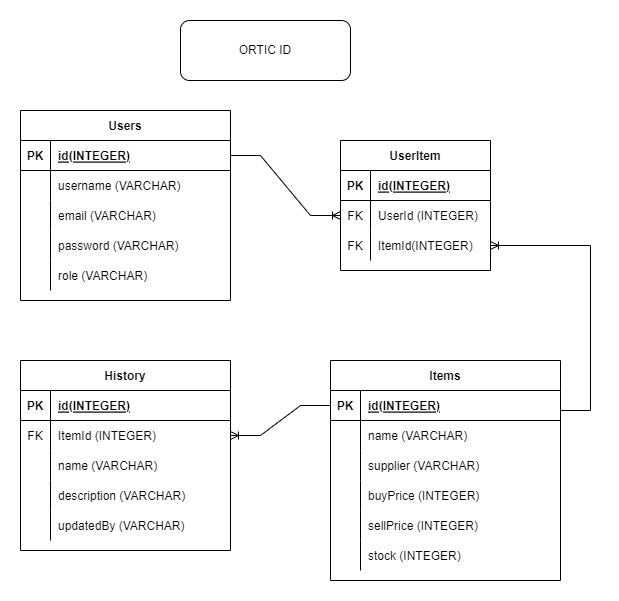 ORTIC ID
Users
PK id(INTEGER)
username (VARCHAR)
email (VARCHAR)
password (VARCHAR)
role (VARCHAR)
UserItem
PK id(INTEGER)
FK UserId (INTEGER)
FK ItemId(INTEGER)
History
PK id(INTEGER)
FK ItemId (INTEGER)
name (VARCHAR)
description (VARCHAR)
updatedBy (VARCHAR)
Items
PK id(INTEGER)
name (VARCHAR)
supplier (VARCHAR)
buyPrice (INTEGER)
sellPrice (INTEGER)
stock (INTEGER)